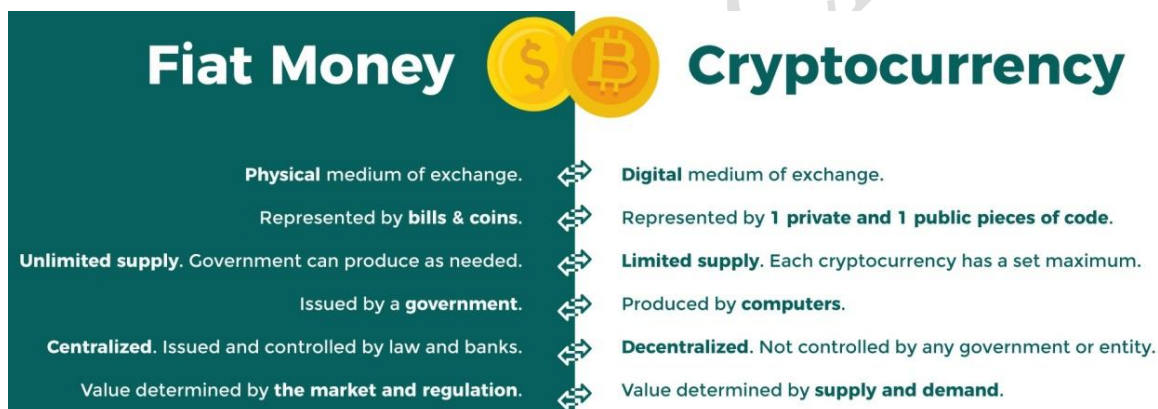 Fiat Money
Cryptocurrency
Physical medium of exchange.
Digital medium of exchange.
Represented by bills & coins.
Represented by 1 private and 1 public pieces of code.
Unlimited supply. Government can produce as needed.
Limited supply. Each cryptocurrency has a set maximum.
Issued by a government.
Produced by computers.
Centralized. Issued and controlled by law and banks.
Decentralized. Not controlled by any government or entity.
Value determined by the market and regulation.
Value determined by supply and demand.